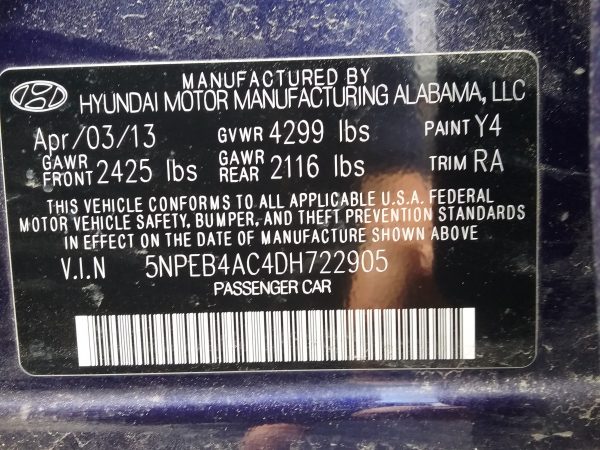 MANUFACTURED BY
HYUNDAI MOTOR MANUFACTURING ALABAMA, LLC
Apr/03/13 GVWR 4299 lbs PAINT Y4
GAWR FRONT 2425 lbs GAWR REAR 2116 lbs TRIM RA
THIS VEHICLE CONFORMS TO ALL APPLICABLE U.S.A. FEDERAL
MOTOR VEHICLE SAFETY, BUMPER, AND THEFT PREVENTION STANDARDS
IN EFFECT ON THE DATE OF MANUFACTURE SHOWN ABOVE
V.I.N 5NPEB4AC4DH722905
PASSENGER CAR